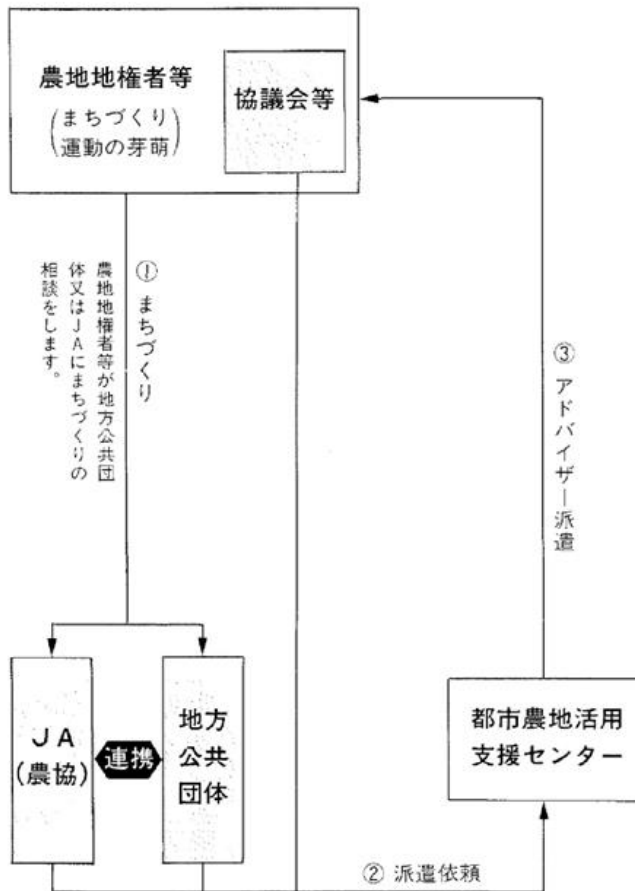 農地地権者等
(まちづくり
運動の芽萌)
協議会等
① まちづくり
農地地権者等が地方公共団
体又はJAにまちづくりの
相談をします。
③ アドバイザー派遣
JA
(農協)
連携
地方
公共
団体
都市農地活用
支援センター
② 派遣依頼